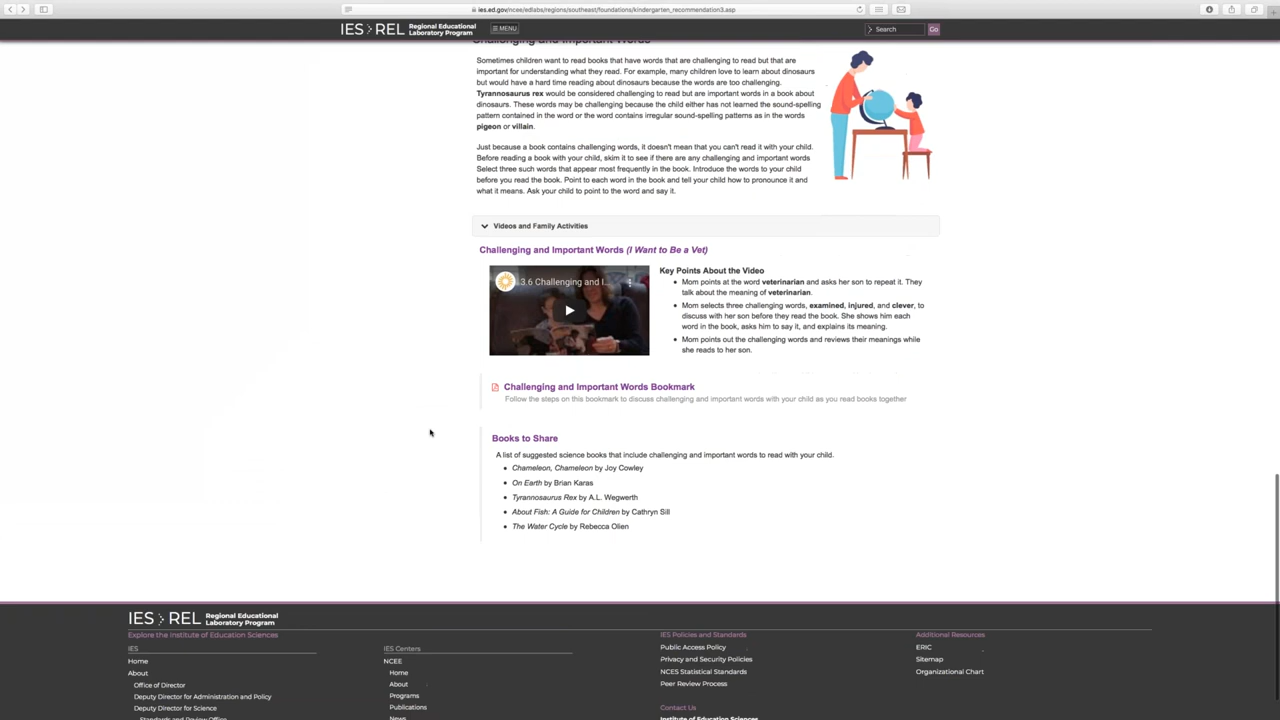 ies.ed.gov/ncee/edlabs/regions/southeast/foundations/kindergarten_recommendation3.asp
IES REL Regional Educational
Laboratory Program
MENU
Search
Go
Challenging and Important Words
Sometimes children want to read books that have words that are challenging to read but that are
important for understanding what they read. For example, many children love to learn about dinosaurs
but would have a hard time reading about dinosaurs because the words are too challenging.
Tyrannosaurus rex would be considered challenging to read but are important words in a book about
dinosaurs. These words may be challenging because the child either has not learned the sound-spelling
pattern contained in the word or the word contains irregular sound-spelling patterns as in the words
pigeon or villain.
Just because a book contains challenging words, it doesn't mean that you can't read it with your child.
Before reading a book with your child, skim it to see if there are any challenging and important words
Select three such words that appear most frequently in the book. Introduce the words to your child
before you read the book. Point to each word in the book and tell your child how to pronounce it and
what it means. Ask your child to point to the word and say it.
Videos and Family Activities
Challenging and Important Words (I Want to Be a Vet)
3.6 Challenging and I...
Key Points About the Video
• Mom points at the word veterinarian and asks her son to repeat it. They
talk about the meaning of veterinarian.
• Mom selects three challenging words, examined, injured, and clever, to
discuss with her son before they read the book. She shows him each
word in the book, asks him to say it, and explains its meaning.
• Mom points out the challenging words and reviews their meanings while
she reads to her son.
Challenging and Important Words Bookmark
Follow the steps on this bookmark to discuss challenging and important words with your child as you read books together
Books to Share
A list of suggested science books that include challenging and important words to read with your child.
• Chameleon, Chameleon by Joy Cowley
• On Earth by Brian Karas
• Tyrannosaurus Rex by A.L. Wegwerth
• About Fish: A Guide for Children by Cathryn Sill
• The Water Cycle by Rebecca Olien
IES REL Regional Educational
Laboratory Program
Explore the Institute of Education Sciences
IES
Home
About
Office of Director
Deputy Director for Administration and Policy
Deputy Director for Science
Standards and Review Office
IES Centers
NCEE
Home
About
Programs
Publications
News
IES Policies and Standards
Public Access Policy
Privacy and Security Policies
NCES Statistical Standards
Peer Review Process
Contact Us
Institute of Education Sciences
Additional Resources
ERIC
Sitemap
Organizational Chart